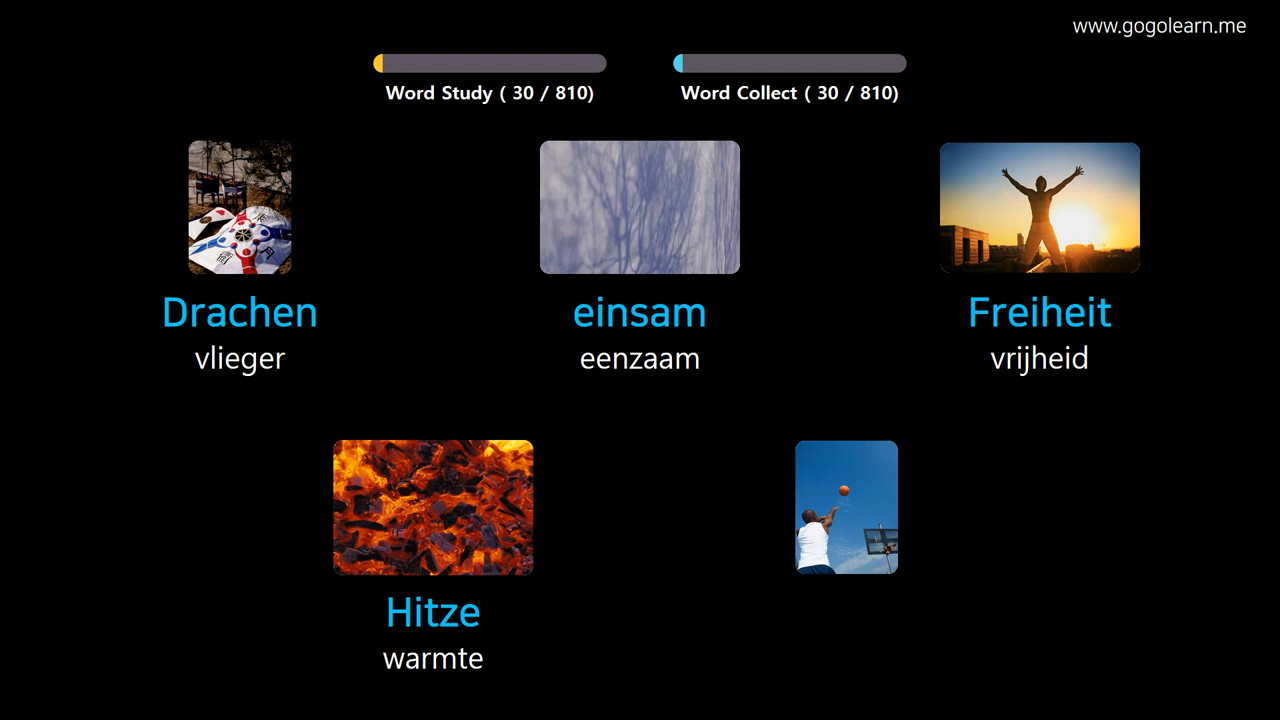 www.gogolearn.me
Word Study ( 30 / 810)
Word Collect ( 30 / 810)
Drachen
vlieger
einsam
eenzaam
Freiheit
vrijheid
Hitze
warmte